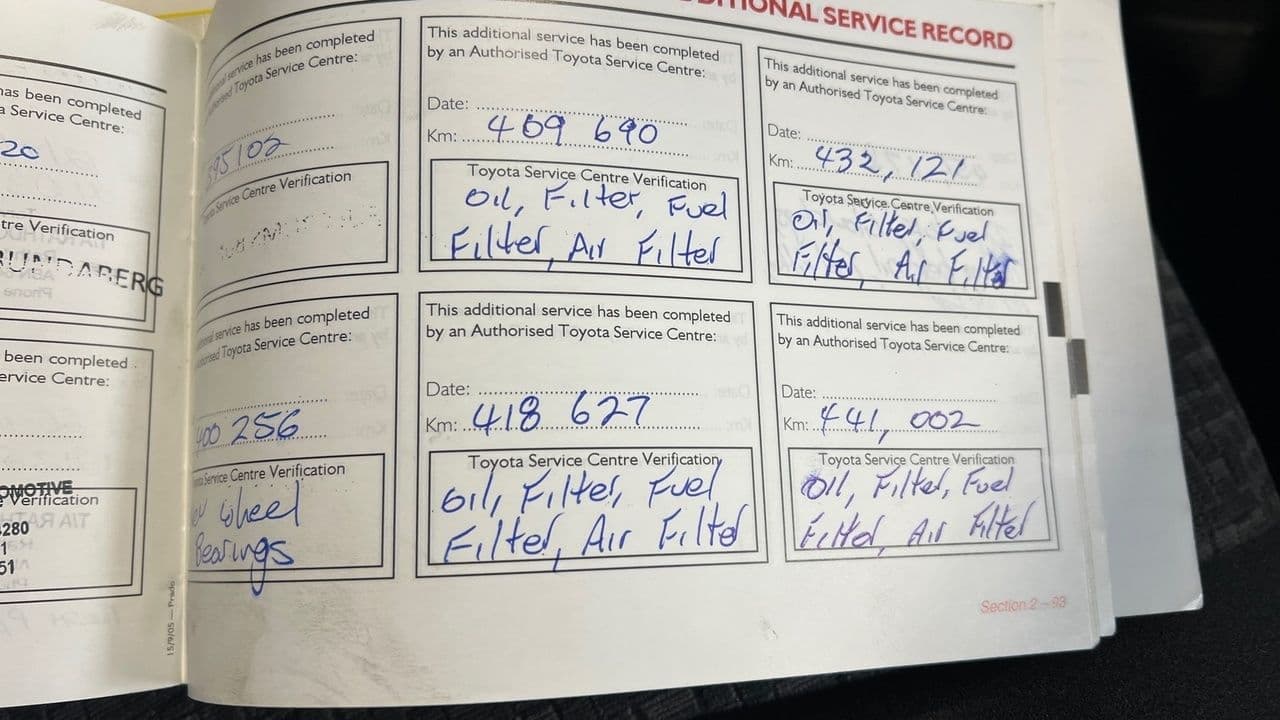 ADDITIONAL SERVICE RECORD
has been completed
Service Centre:
20
tre Verification
BUNDABERG
been completed
ervice Centre:
OMOTIVE
Verification
280
1
51
service has been completed
Toyota Service Centre:
395102
Service Centre Verification
service has been completed
Toyota Service Centre:
400 256
Service Centre Verification
Wheel
Bearings
15/9/05 — Prado
This additional service has been completed
by an Authorised Toyota Service Centre:
Date:
Km: 409 690
Toyota Service Centre Verification
Oil, Filter, Fuel
Filter, Air Filter
This additional service has been completed
by an Authorised Toyota Service Centre:
Date:
Km: 418 627
Toyota Service Centre Verification
Oil, Filter, Fuel
Filter, Air Filter
This additional service has been completed
by an Authorised Toyota Service Centre:
Date:
Km: 432, 121
Toyota Service Centre Verification
Oil, Filter, Fuel
Filter, Air Filter
This additional service has been completed
by an Authorised Toyota Service Centre:
Date:
Km: 441, 002
Toyota Service Centre Verification
Oil, Filter, Fuel
Filter, Air Filter
Section 2 – 93